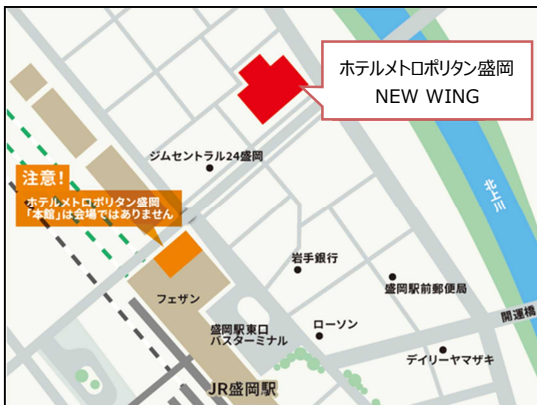 ホテルメトロポリタン盛岡
NEW WING
ジムセントラル24盛岡
注意！
ホテルメトロポリタン盛岡
「本館」は会場ではありません
北上川
岩手銀行
盛岡駅前郵便局
フェザン
開運橋
盛岡駅東口
バスターミナル
ローソン
デイリーヤマザキ
JR盛岡駅